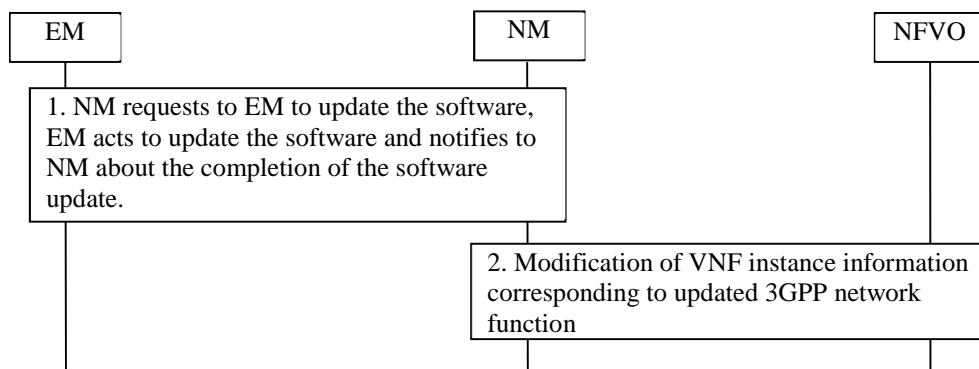 EM
NM
NFVO
1. NM requests to EM to update the software,
EM acts to update the software and notifies to
NM about the completion of the software
update.
2. Modification of VNF instance information
corresponding to updated 3GPP network
function